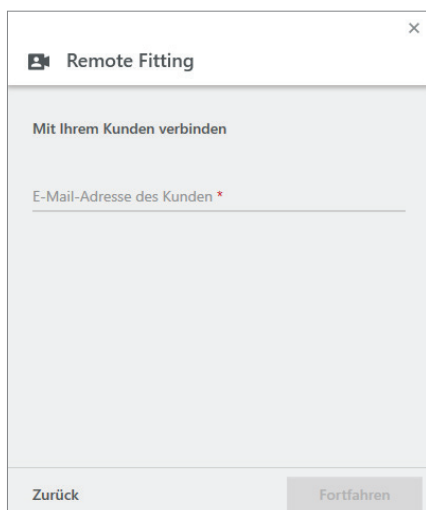 Remote Fitting
Mit Ihrem Kunden verbinden
E-Mail-Adresse des Kunden *
Zurück
Fortfahren